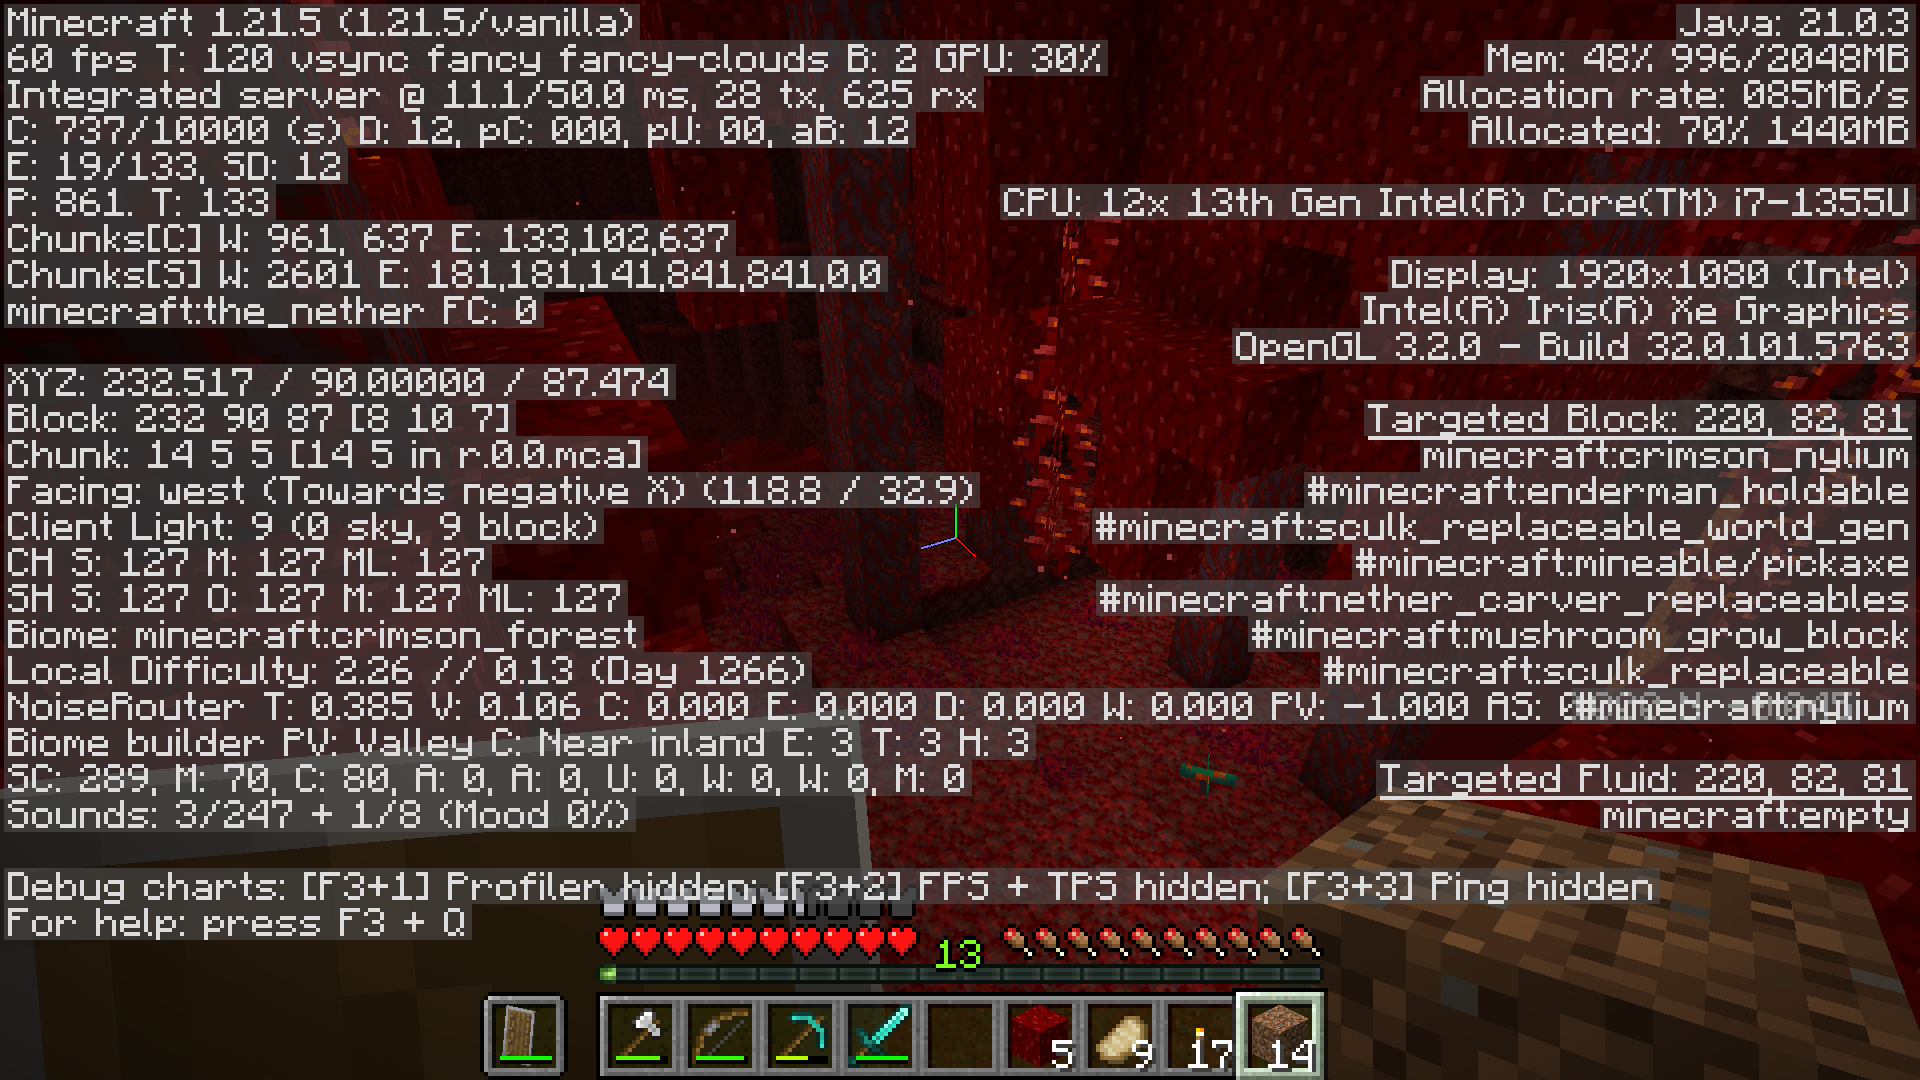 Minecraft 1.21.5 (1.21.5/vanilla)
60 fps T: 120 vsync fancy fancy-clouds B: 2 GPU: 30%
Integrated server @ 11.1/50.0 ms, 28 tx, 625 rx
C: 737/10000 (s) D: 12, pC: 000, pU: 00, aB: 12
E: 19/133, SD: 12
P: 861. T: 133
Chunks[C] W: 961, 637 E: 133,102,637
Chunks[S] W: 2601 E: 181,181,141,841,841,0,0
minecraft:the_nether FC: 0
XYZ: 232.517 / 90.00000 / 87.474
Block: 232 90 87 [8 10 7]
Chunk: 14 5 5 [14 5 in r.0.0.mca]
Facing: west (Towards negative X) (118.8 / 32.9)
Client Light: 9 (0 sky, 9 block)
CH S: 127 M: 127 ML: 127
SH S: 127 O: 127 M: 127 ML: 127
Biome: minecraft:crimson_forest
Local Difficulty: 2.26 // 0.13 (Day 1266)
NoiseRouter T: 0.385 V: 0.106 C: 0.000 E: 0.000 D: 0.000 W: 0.000 PV: -1.000 AS:
Biome builder PV: Valley C: Near inland E: 3 T: 3 H: 3
SC: 289, M: 70, C: 80, A: 0, A: 0, U: 0, W: 0, W: 0, M: 0
Sounds: 3/247 + 1/8 (Mood 0%)
Debug charts: [F3+1] Profiler hidden; [F3+2] FPS + TPS hidden; [F3+3] Ping hidden
For help: press F3 + Q
Java: 21.0.3
Mem: 48% 996/2048MB
Allocation rate: 085MB/s
Allocated: 70% 1440MB
CPU: 12x 13th Gen Intel(R) Core(TM) i7-1355U
Display: 1920x1080 (Intel)
Intel(R) Iris(R) Xe Graphics
OpenGL 3.2.0 - Build 32.0.101.5763
Targeted Block: 220, 82, 81
minecraft:crimson_nylium
#minecraft:enderman_holdable
#minecraft:sculk_replaceable_world_gen
#minecraft:mineable/pickaxe
#minecraft:nether_carver_replaceables
#minecraft:mushroom_grow_block
#minecraft:sculk_replaceable
#minecraft:nylium
Targeted Fluid: 220, 82, 81
minecraft:empty
13
5
9
17
14